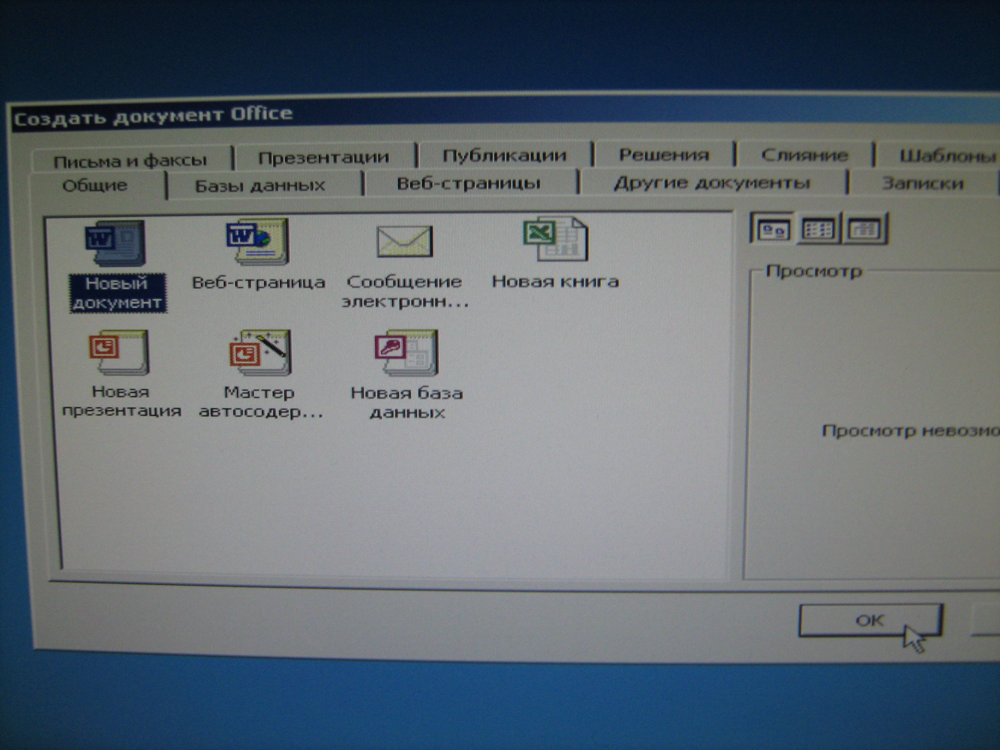 Создать документ Office
Письма и факсы Презентации Публикации Решения Слияние Шаблоны
Общие Базы данных Веб-страницы Другие документы Записки
Новый
документ
Веб-страница
Сообщение
электронн...
Новая книга
Новая
презентация
Мастер
автосодер...
Новая база
данных
Просмотр
Просмотр невозмо
OK